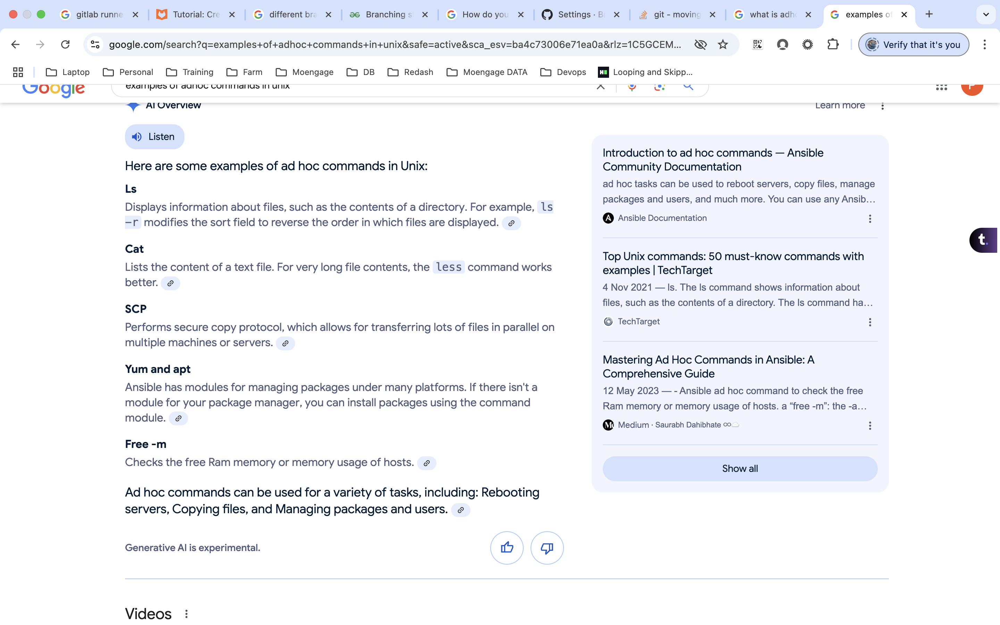 gitlab runne
Tutorial: Cre
different bra
Branching s
How do you
Settings · B
git - moving
what is adh
examples of
google.com/search?q=examples+of+adhoc+commands+in+unix&safe=active&sca_esv=ba4c73006e71ea0a&rlz=1C5GCEM...
Verify that it's you
Laptop
Personal
Training
Farm
Moengage
DB
Redash
Moengage DATA
Devops
Looping and Skipp...
Google
examples of adhoc commands in unix
P
AI Overview
Learn more
Listen
Here are some examples of ad hoc commands in Unix:
Ls
Displays information about files, such as the contents of a directory. For example, ls
-r modifies the sort field to reverse the order in which files are displayed.
Cat
Lists the content of a text file. For very long file contents, the less command works
better.
SCP
Performs secure copy protocol, which allows for transferring lots of files in parallel on
multiple machines or servers.
Yum and apt
Ansible has modules for managing packages under many platforms. If there isn't a
module for your package manager, you can install packages using the command
module.
Free -m
Checks the free Ram memory or memory usage of hosts.
Ad hoc commands can be used for a variety of tasks, including: Rebooting
servers, Copying files, and Managing packages and users.
Generative AI is experimental.
Introduction to ad hoc commands — Ansible
Community Documentation
ad hoc tasks can be used to reboot servers, copy files, manage
packages and users, and much more. You can use any Ansib...
Ansible Documentation
Top Unix commands: 50 must-know commands with
examples | TechTarget
4 Nov 2021 — ls. The ls command shows information about
files, such as the contents of a directory. The ls command ha...
TechTarget
Mastering Ad Hoc Commands in Ansible: A
Comprehensive Guide
12 May 2023 — - Ansible ad hoc command to check the free
Ram memory or memory usage of hosts. a “free -m”: the -a...
Medium · Saurabh Dahibhate
Show all
t.
Videos